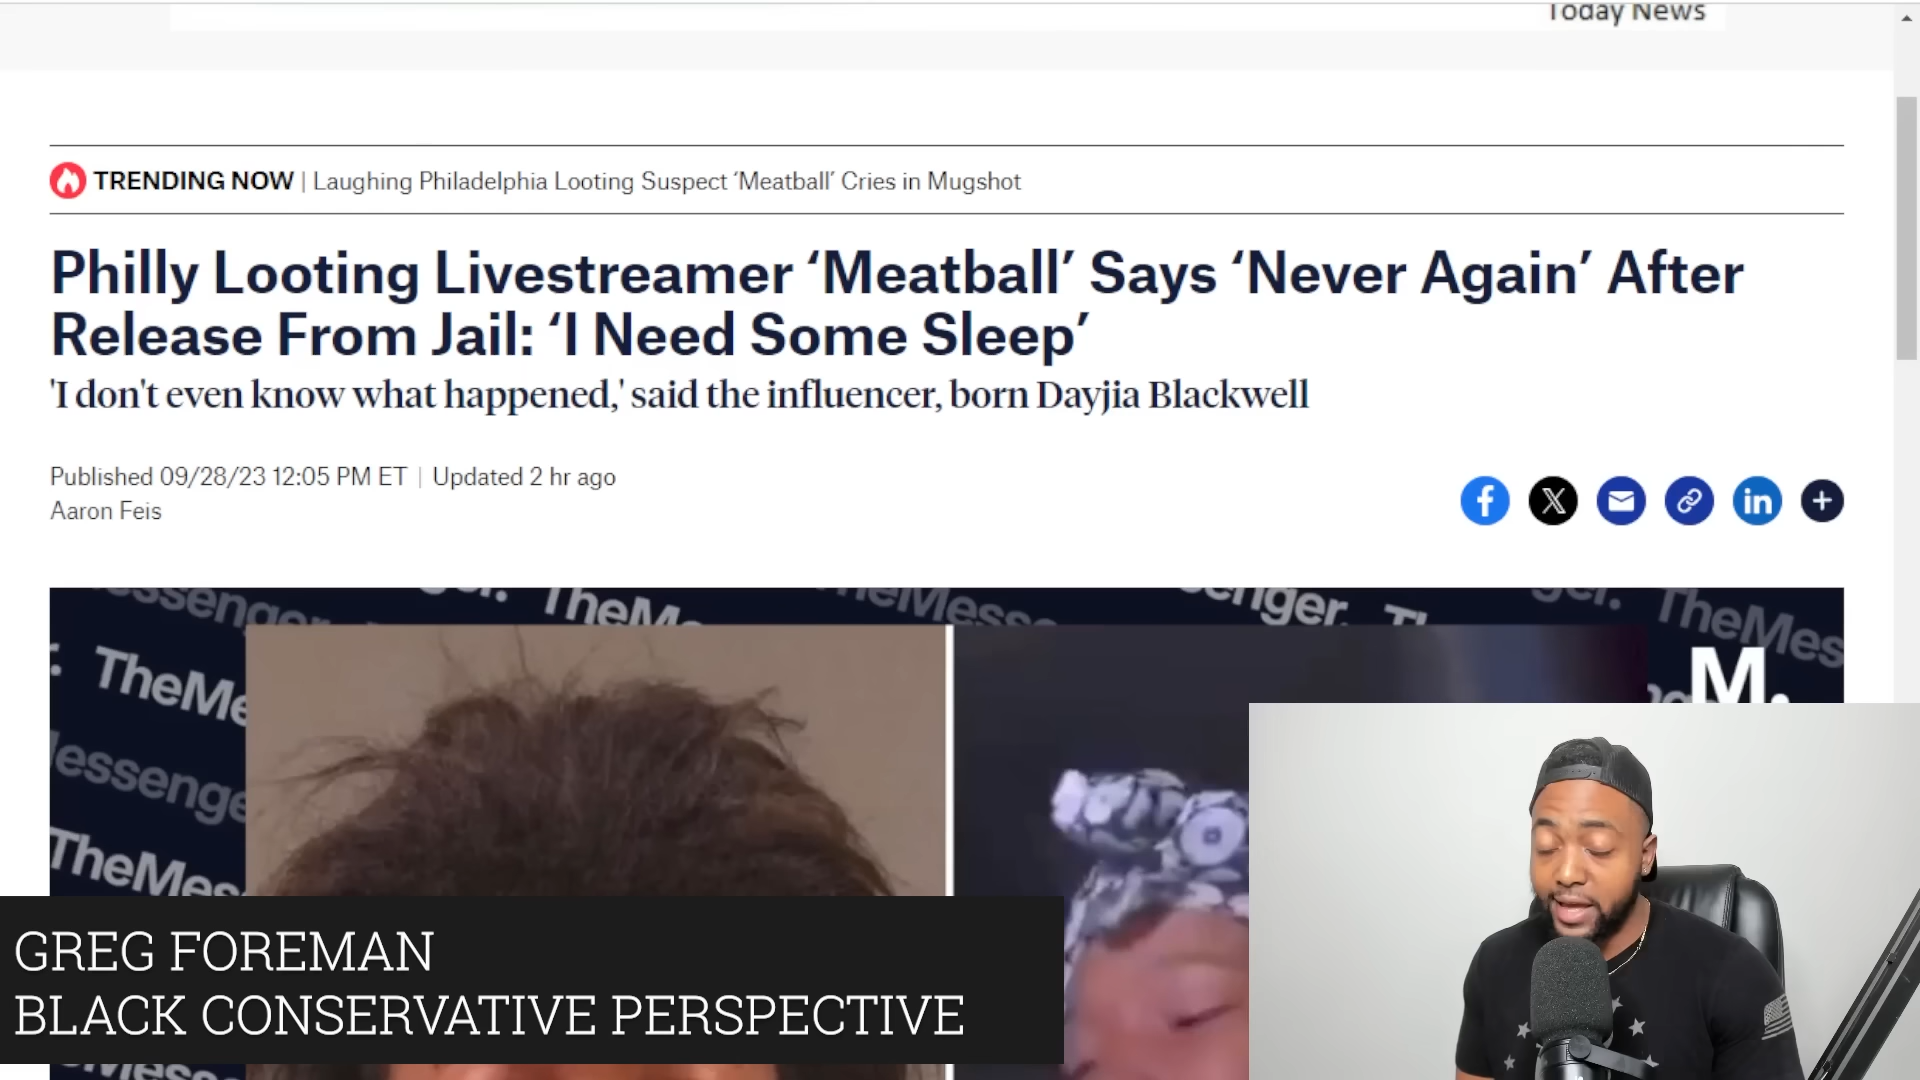 Today News
TRENDING NOW | Laughing Philadelphia Looting Suspect ‘Meatball’ Cries in Mugshot
Philly Looting Livestreamer ‘Meatball’ Says ‘Never Again’ After
Release From Jail: ‘I Need Some Sleep’
'I don't even know what happened,' said the influencer, born Dayjia Blackwell
Published 09/28/23 12:05 PM ET | Updated 2 hr ago
Aaron Feis
M.
GREG FOREMAN
BLACK CONSERVATIVE PERSPECTIVE